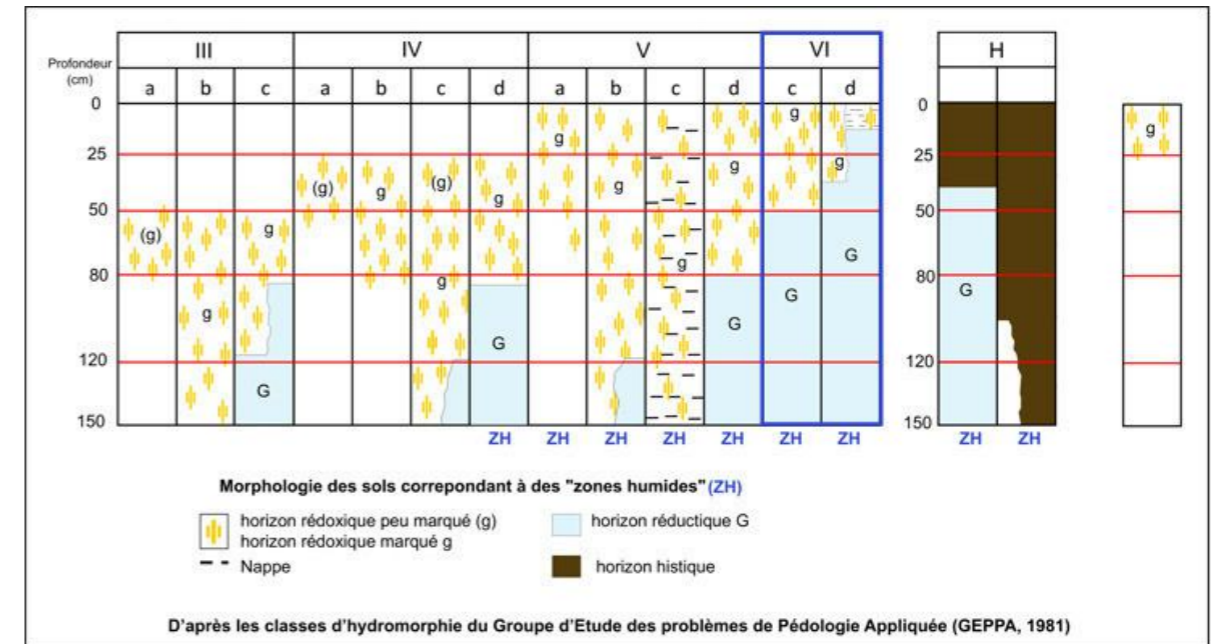 III IV V VI H
Profondeur
(cm)
a b c a b c d a b c d c d
0 g g 0 g
g g
25 25
(g) g (g) g g g
g
50 50
(g) g
g G
80 g 80
G G
g G G
120 120
G
150 150
ZH ZH ZH ZH ZH ZH ZH ZH ZH
Morphologie des sols correpondant à des "zones humides"(ZH)
horizon rédoxique peu marqué (g) horizon réductique G
horizon rédoxique marqué g
Nappe horizon histique
D'après les classes d'hydromorphie du Groupe d'Etude des problèmes de Pédologie Appliquée (GEPPA, 1981)